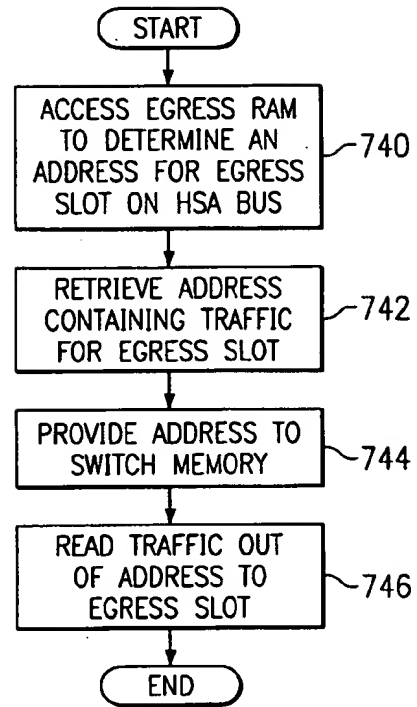 START
ACCESS EGRESS RAM
TO DETERMINE AN
ADDRESS FOR EGRESS
SLOT ON HSA BUS
740
RETRIEVE ADDRESS
CONTAINING TRAFFIC
FOR EGRESS SLOT
742
PROVIDE ADDRESS TO
SWITCH MEMORY
744
READ TRAFFIC OUT
OF ADDRESS TO
EGRESS SLOT
746
END